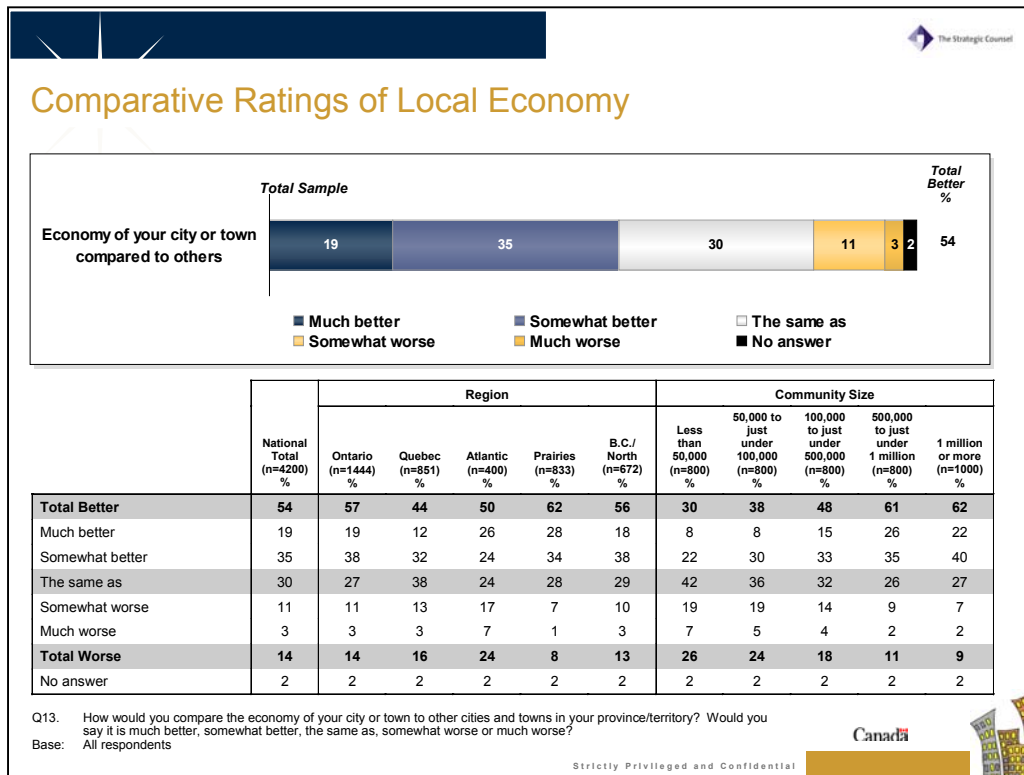 The Strategic Counsel
Comparative Ratings of Local Economy
Total Sample
Total
Better
%
Economy of your city or town
compared to others
19 35 30 11 3 2 54
Much better Somewhat better The same as
Somewhat worse Much worse No answer
Region Community Size
National
Total
(n=4200)
%
Ontario
(n=1444)
%
Quebec
(n=851)
%
Atlantic
(n=400)
%
Prairies
(n=833)
%
B.C./
North
(n=672)
%
Less
than
50,000
(n=800)
%
50,000 to
just
under
100,000
(n=800)
%
100,000
to just
under
500,000
(n=800)
%
500,000
to just
under
1 million
(n=800)
%
1 million
or more
(n=1000)
%
Total Better 54 57 44 50 62 56 30 38 48 61 62
Much better 19 19 12 26 28 18 8 8 15 26 22
Somewhat better 35 38 32 24 34 38 22 30 33 35 40
The same as 30 27 38 24 28 29 42 36 32 26 27
Somewhat worse 11 11 13 17 7 10 19 19 14 9 7
Much worse 3 3 3 7 1 3 7 5 4 2 2
Total Worse 14 14 16 24 8 13 26 24 18 11 9
No answer 2 2 2 2 2 2 2 2 2 2 2
Q13. How would you compare the economy of your city or town to other cities and towns in your province/territory? Would you
say it is much better, somewhat better, the same as, somewhat worse or much worse?
Base: All respondents
Canada
Strictly Privileged and Confidential